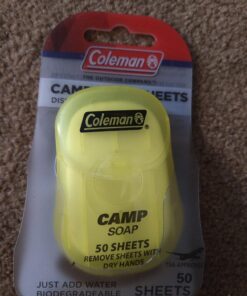 Coleman
THE OUTDOOR COMPANY
CAMP SHEETS
Coleman
CAMP
SOAP
50 SHEETS
REMOVE SHEETS WITH
DRY HANDS
JUST ADD WATER
BIODEGRADABLE
50
SHEETS